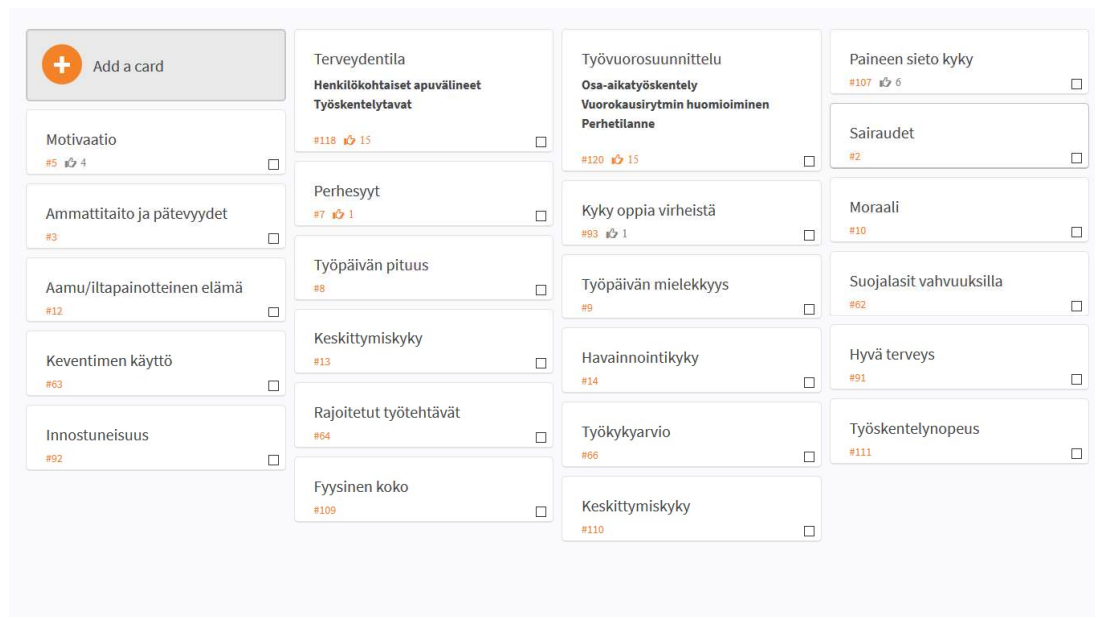 Add a card
Motivaatio
#5 4
Ammattitaito ja pätevyydet
#3
Aamu/iltapainotteinen elämä
#12
Keventimen käyttö
#63
Innostuneisuus
#92
Terveydentila
Henkilökohtaiset apuvälineet
Työskentelytavat
#118 15
Perhesyyt
#7 1
Työpäivän pituus
#8
Keskittymiskyky
#13
Rajoitetut työtehtävät
#64
Fyysinen koko
#109
Työvuorosuunnittelu
Osa-aikatyöskentely
Vuorokausirytmin huomioiminen
Perhetilanne
#120 15
Kyky oppia virheistä
#93 1
Työpäivän mielekkyys
#9
Havainnointikyky
#14
Työkykyarvio
#66
Keskittymiskyky
#110
Paineen sieto kyky
#107 6
Sairaudet
#2
Moraali
#10
Suojalasit vahvuuksilla
#62
Hyvä terveys
#91
Työskentelynopeus
#111